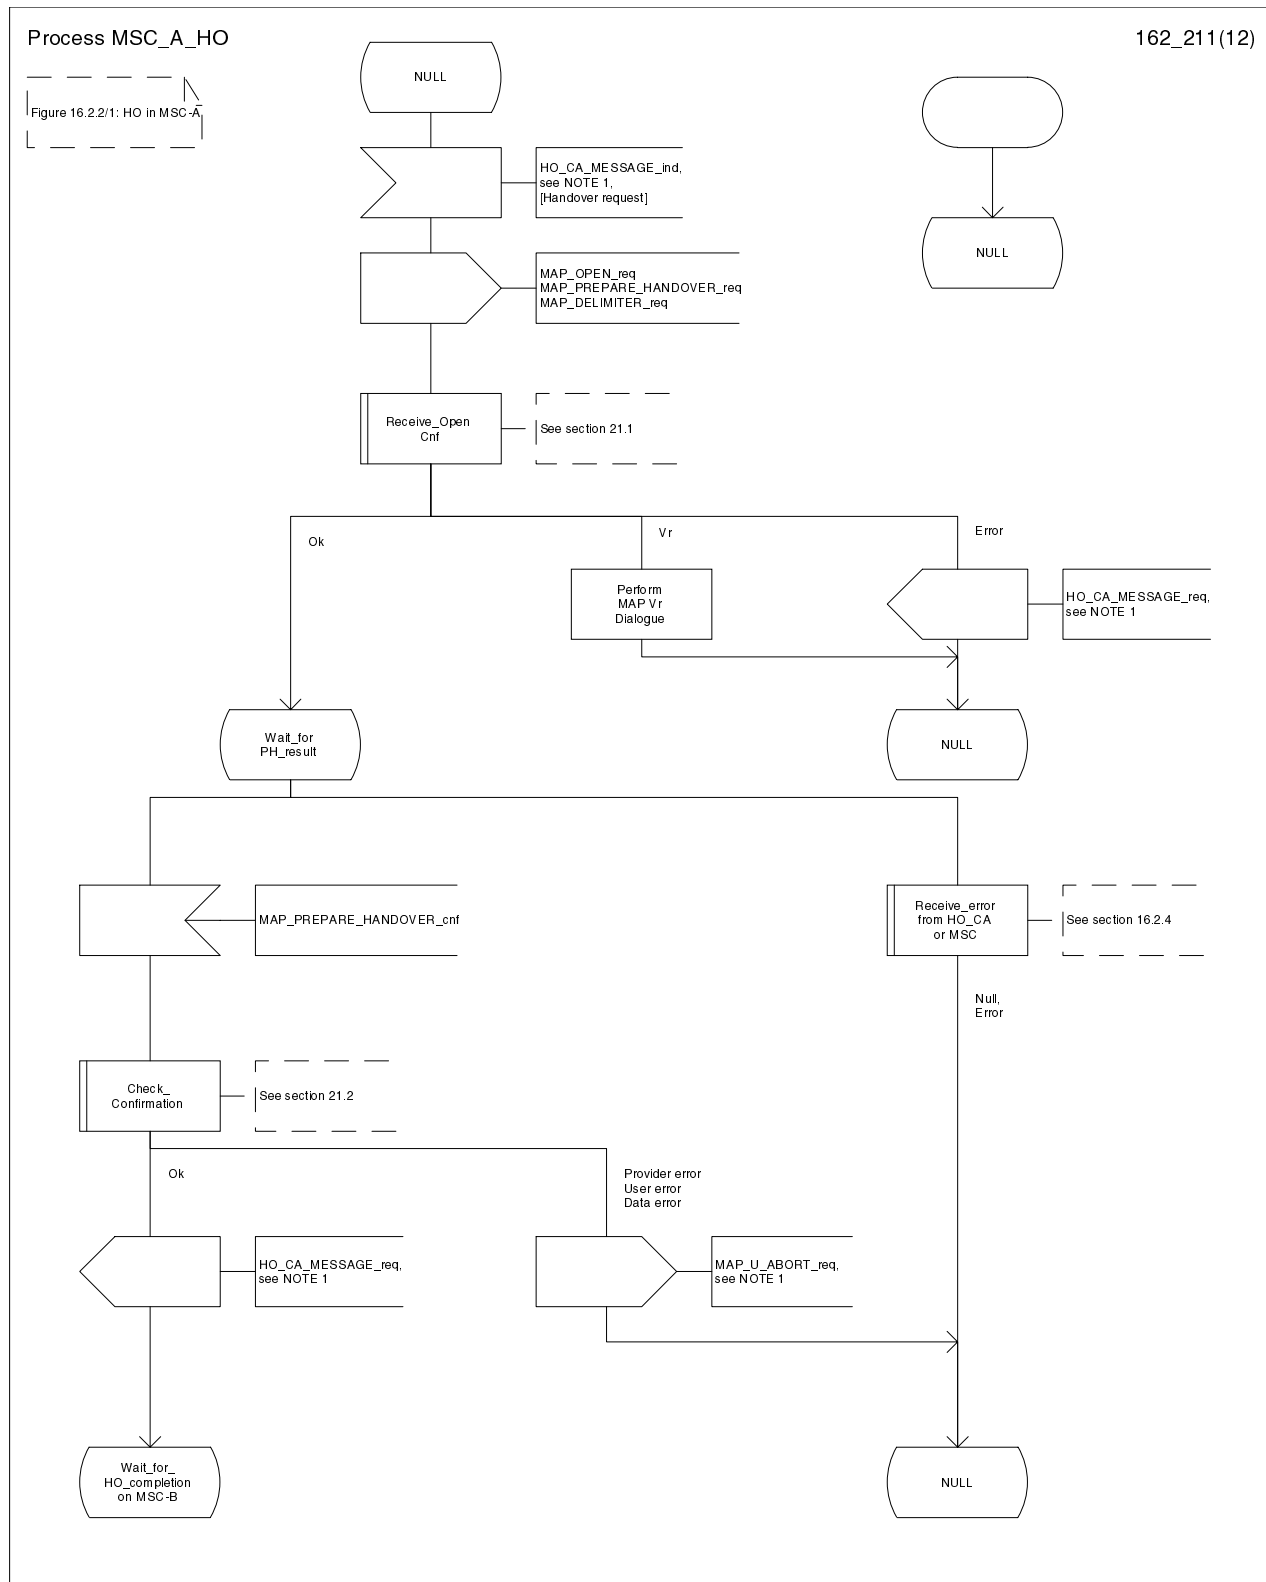 Process MSC_A_HO
162_211(12)
Figure 16.2.2/1: HO in MSC-A
NULL
HO_CA_MESSAGE_ind,
see NOTE 1,
[Handover request]
NULL
MAP_OPEN_req
MAP_PREPARE_HANDOVER_req
MAP_DELIMITER_req
Receive_Open
Cnf
See section 21.1
Ok
Vr
Error
Perform
MAP Vr
Dialogue
HO_CA_MESSAGE_req,
see NOTE 1
Wait_for
PH_result
NULL
MAP_PREPARE_HANDOVER_cnf
Receive_error
from HO_CA
or MSC
See section 16.2.4
Null,
Error
Check_
Confirmation
See section 21.2
Ok
Provider error
User error
Data error
HO_CA_MESSAGE_req,
see NOTE 1
MAP_U_ABORT_req,
see NOTE 1
Wait_for_
HO_completion
on MSC-B
NULL